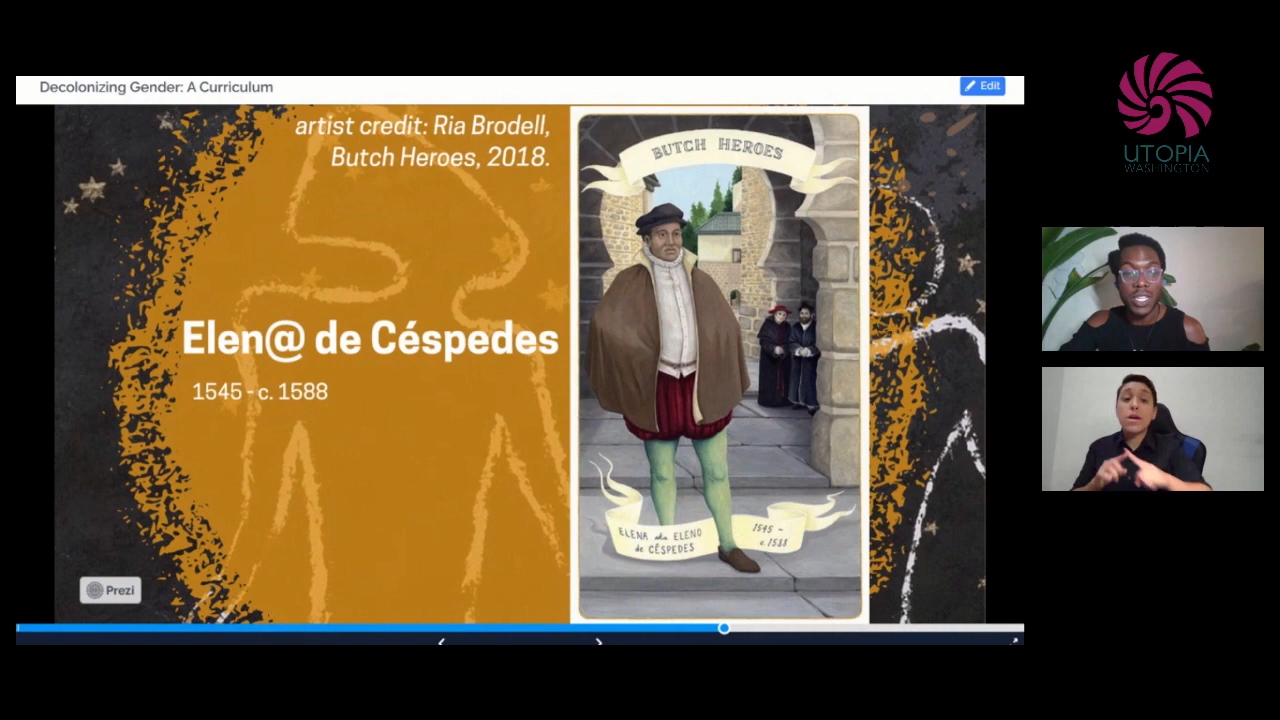 Decolonizing Gender: A Curriculum
Edit
artist credit: Ria Brodell,
Butch Heroes, 2018.
BUTCH HEROES
Elen@ de Céspedes
1545 - c. 1588
ELENA aka ELENO
de CÉSPEDES
1545 -
c. 1588
Prezi
UTOPIA
WASHINGTON